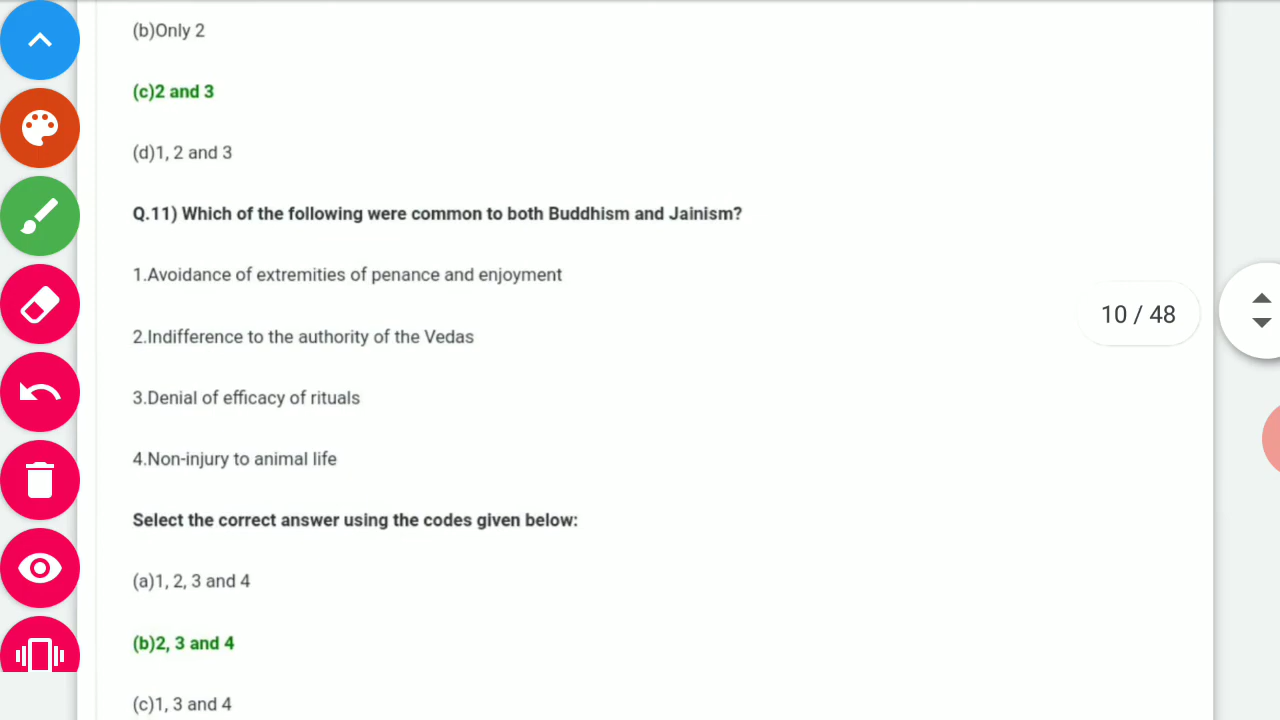 (b)Only 2
(c)2 and 3
(d)1, 2 and 3
Q.11) Which of the following were common to both Buddhism and Jainism?
1.Avoidance of extremities of penance and enjoyment
10 / 48
2.Indifference to the authority of the Vedas
3.Denial of efficacy of rituals
4.Non-injury to animal life
Select the correct answer using the codes given below:
(a)1, 2, 3 and 4
(b)2, 3 and 4
(c)1, 3 and 4